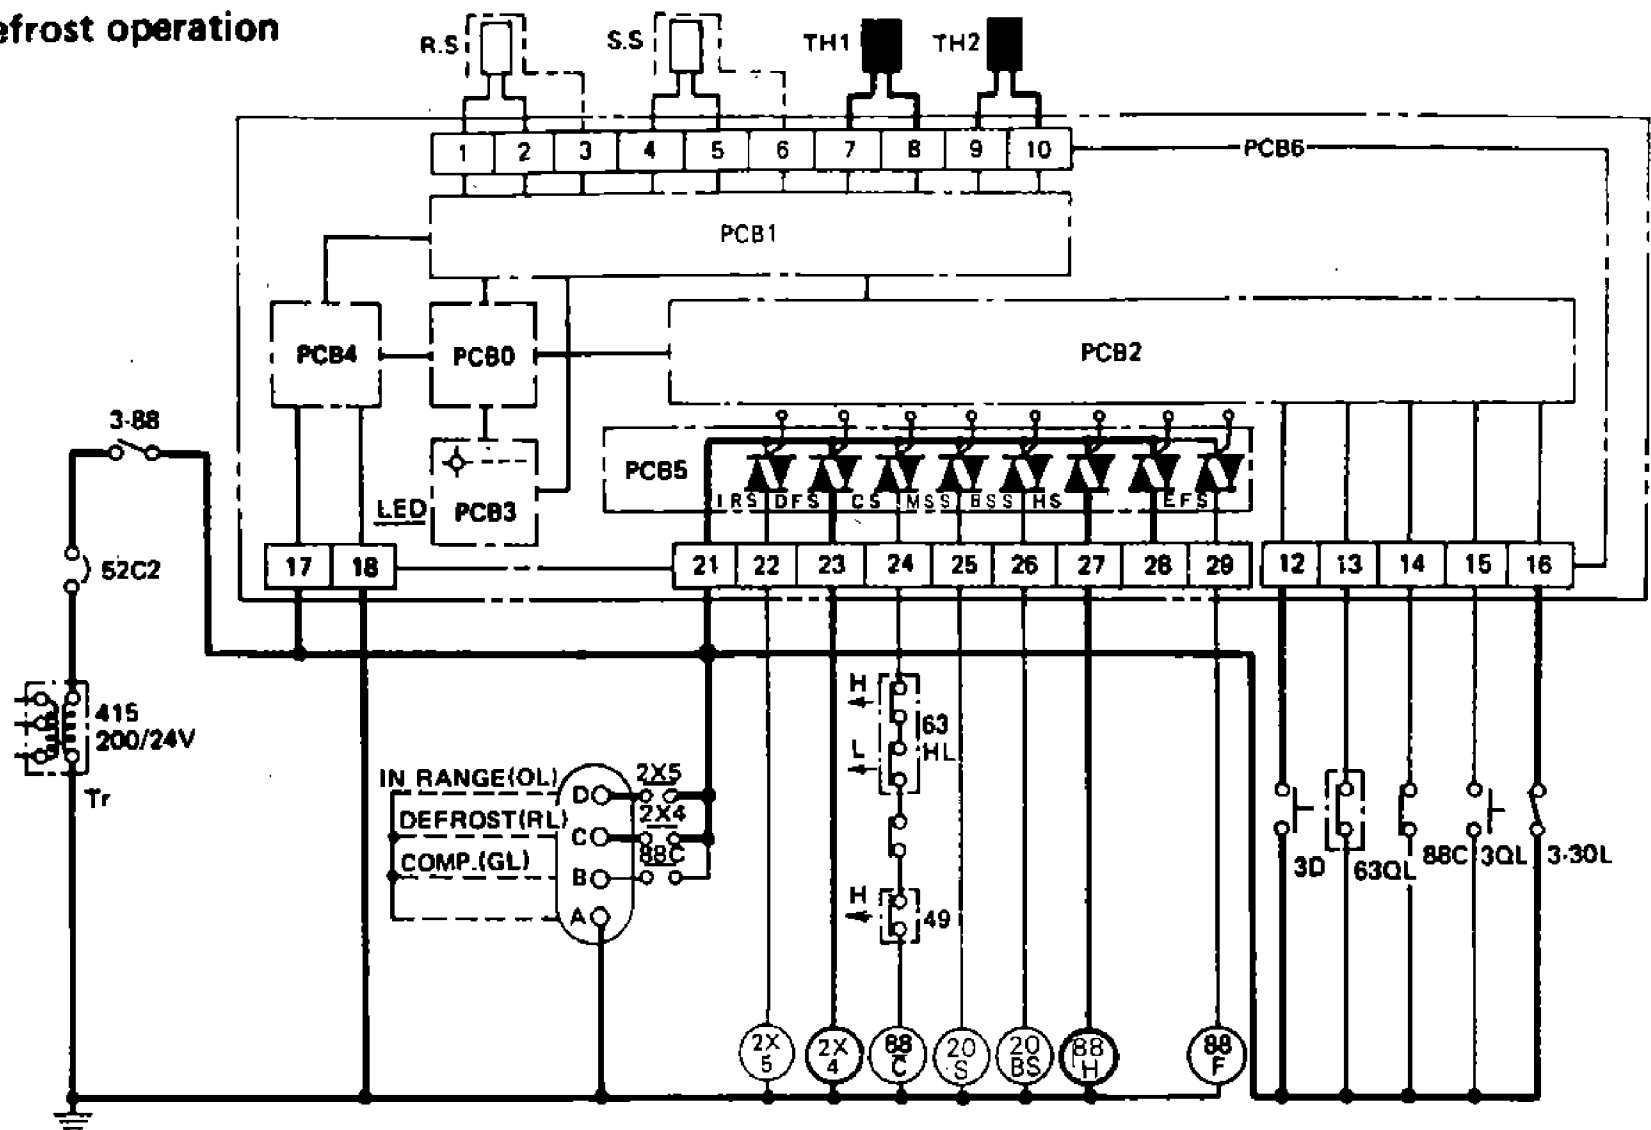 efrost operation
R.S
S.S
TH1
TH2
1 2 3 4 5 6 7 8 9 10
PCB6
PCB1
PCB4
PCB0
PCB2
3-88
PCB5
IRS DFS CS MSS BSS HS EFS
LED
PCB3
17 18
21 22 23 24 25 26 27 28 29
12 13 14 15 16
52C2
415
200/24V
Tr
H
L
63
HL
IN RANGE(OL)
D
2X5
DEFROST(RL)
C
2X4
COMP.(GL)
B
88C
A
H
49
3D
63QL
88C
3QL
3-30L
2X
5
2X
4
88
C
20
S
20
BS
88
H
88
F